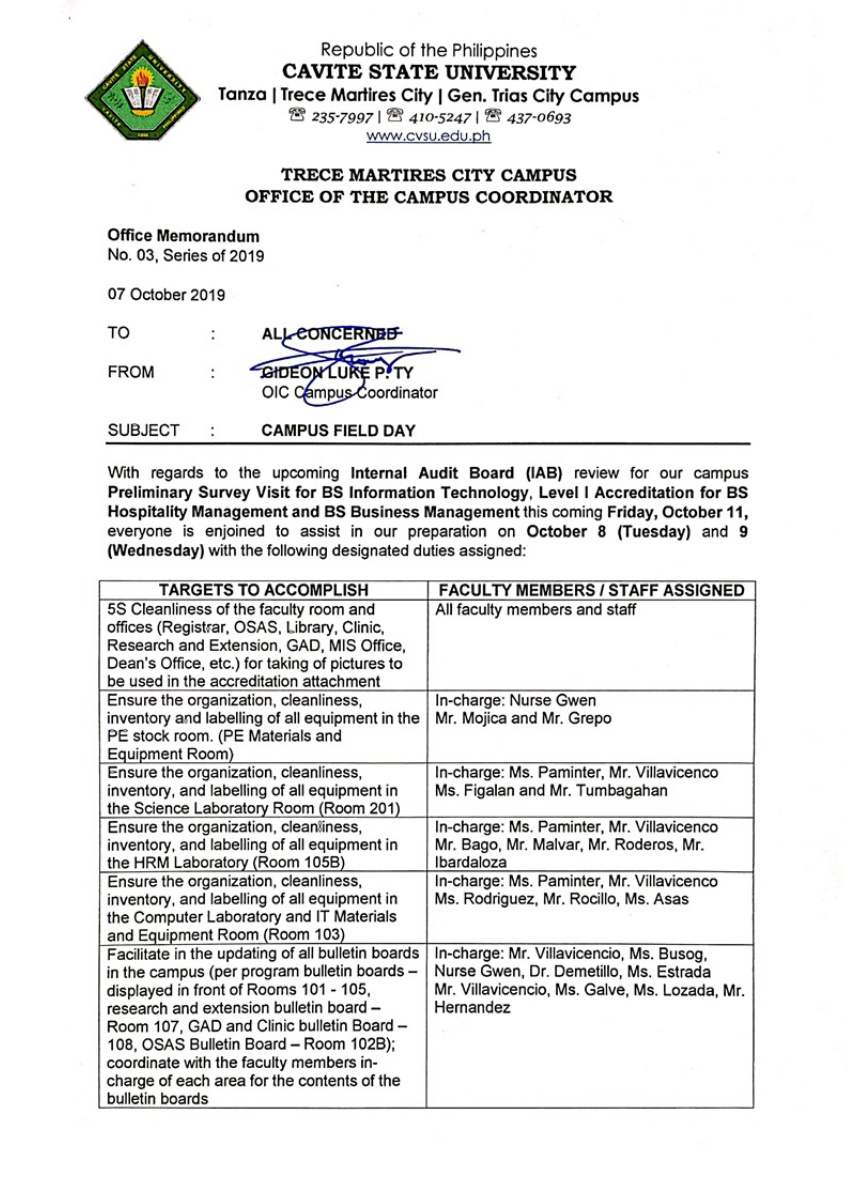 Republic of the Philippines
CAVITE STATE UNIVERSITY
Tanza | Trece Martires City | Gen. Trias City Campus
☎ 235-7997 | ☎ 410-5247 | ☎ 437-0693
www.cvsu.edu.ph
CAVITE STATE UNIVERSITY
TRECE MARTIRES CITY CAMPUS
OFFICE OF THE CAMPUS COORDINATOR
Office Memorandum
No. 03, Series of 2019
07 October 2019
TO : ALL CONCERNED
FROM : GIDEON LUKE P. TY
OIC Campus Coordinator
SUBJECT : CAMPUS FIELD DAY
With regards to the upcoming Internal Audit Board (IAB) review for our campus
Preliminary Survey Visit for BS Information Technology, Level I Accreditation for BS
Hospitality Management and BS Business Management this coming Friday, October 11,
everyone is enjoined to assist in our preparation on October 8 (Tuesday) and 9
(Wednesday) with the following designated duties assigned:
TARGETS TO ACCOMPLISH
FACULTY MEMBERS / STAFF ASSIGNED
5S Cleanliness of the faculty room and
offices (Registrar, OSAS, Library, Clinic,
Research and Extension, GAD, MIS Office,
Dean's Office, etc.) for taking of pictures to
be used in the accreditation attachment
All faculty members and staff
Ensure the organization, cleanliness,
inventory and labelling of all equipment in the
PE stock room. (PE Materials and
Equipment Room)
In-charge: Nurse Gwen
Mr. Mojica and Mr. Grepo
Ensure the organization, cleanliness,
inventory, and labelling of all equipment in
the Science Laboratory Room (Room 201)
In-charge: Ms. Paminter, Mr. Villavicenco
Ms. Figalan and Mr. Tumbagahan
Ensure the organization, cleanliness,
inventory, and labelling of all equipment in
the HRM Laboratory (Room 105B)
In-charge: Ms. Paminter, Mr. Villavicenco
Mr. Bago, Mr. Malvar, Mr. Roderos, Mr.
Ibardaloza
Ensure the organization, cleanliness,
inventory, and labelling of all equipment in
the Computer Laboratory and IT Materials
and Equipment Room (Room 103)
In-charge: Ms. Paminter, Mr. Villavicenco
Ms. Rodriguez, Mr. Rocillo, Ms. Asas
Facilitate in the updating of all bulletin boards
in the campus (per program bulletin boards –
displayed in front of Rooms 101 - 105,
research and extension bulletin board –
Room 107, GAD and Clinic bulletin Board –
108, OSAS Bulletin Board – Room 102B);
coordinate with the faculty members in-
charge of each area for the contents of the
bulletin boards
In-charge: Mr. Villavicencio, Ms. Busog,
Nurse Gwen, Dr. Demetillo, Ms. Estrada
Mr. Villavicencio, Ms. Galve, Ms. Lozada, Mr.
Hernandez